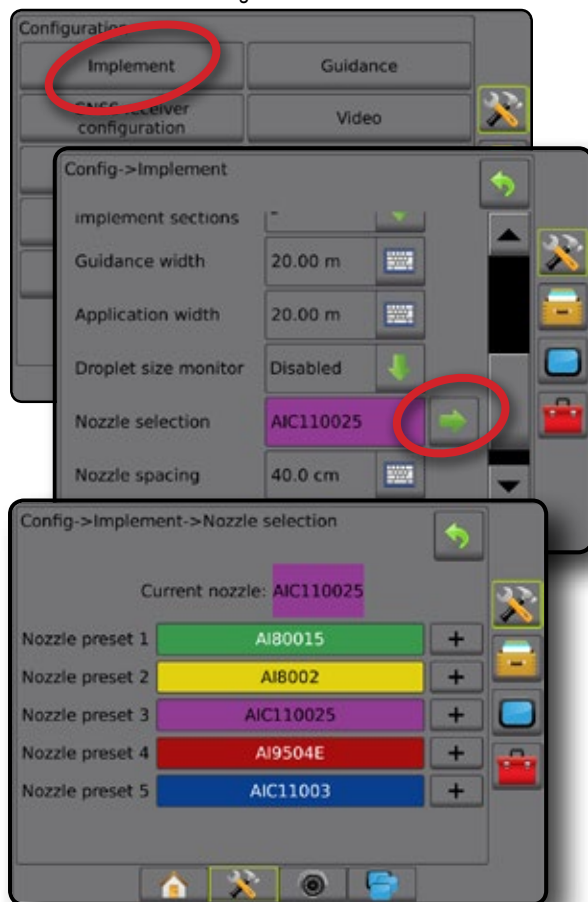 Configuration
Implement
Guidance
GNSS receiver
configuration
Video
Config->Implement
Implement sections
Guidance width
20.00 m
Application width
20.00 m
Droplet size monitor
Disabled
Nozzle selection
AIC110025
Nozzle spacing
40.0 cm
Config->Implement->Nozzle selection
Current nozzle: AIC110025
Nozzle preset 1 AI80015 +
Nozzle preset 2 AI8002 +
Nozzle preset 3 AIC110025 +
Nozzle preset 4 AI9504E +
Nozzle preset 5 AIC11003 +